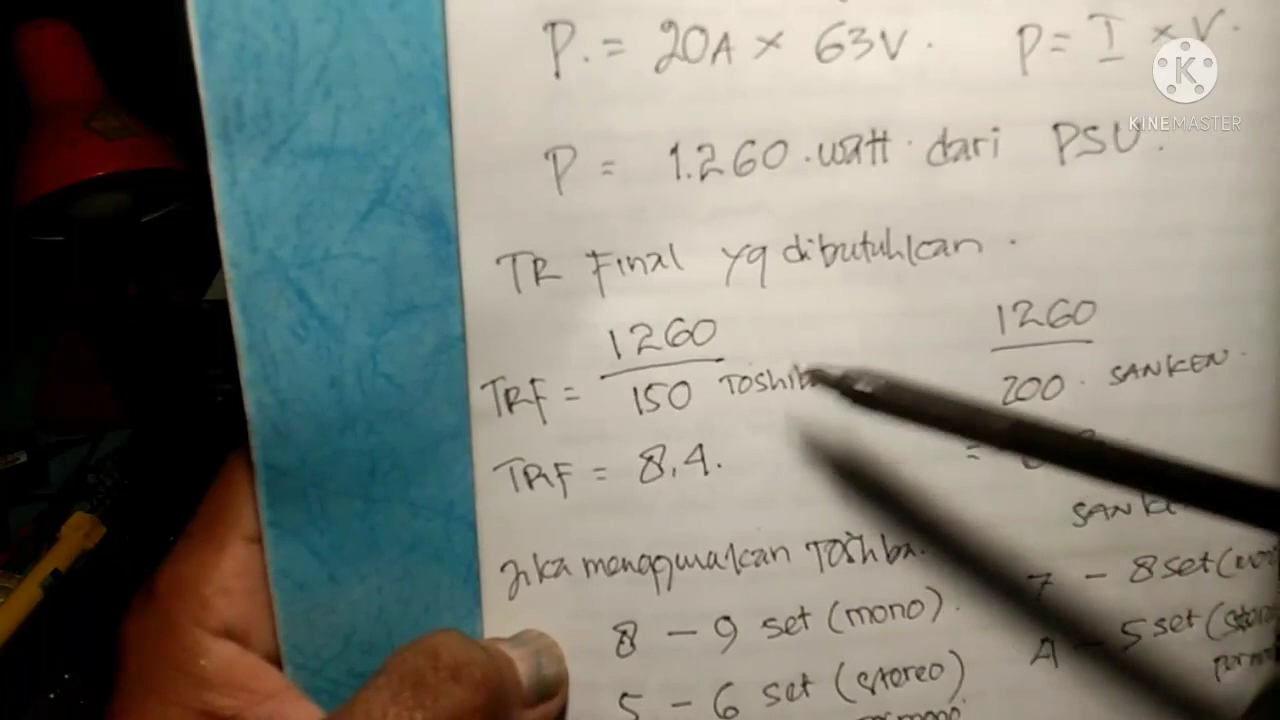 P. = 20A × 63V. P = I × V.
K
KINEMASTER
P = 1.260.watt dari PSU.
TR Final yg dibutuhkan.
TRF = 1260 / 150 Toshiba
1260 / 200. SANKEN.
TRF = 8,4.
=
Jika menggunakan Toshiba.
8 - 9 set (mono).
7 - 8 set
5 - 6 set (stereo)
4 - 5 set